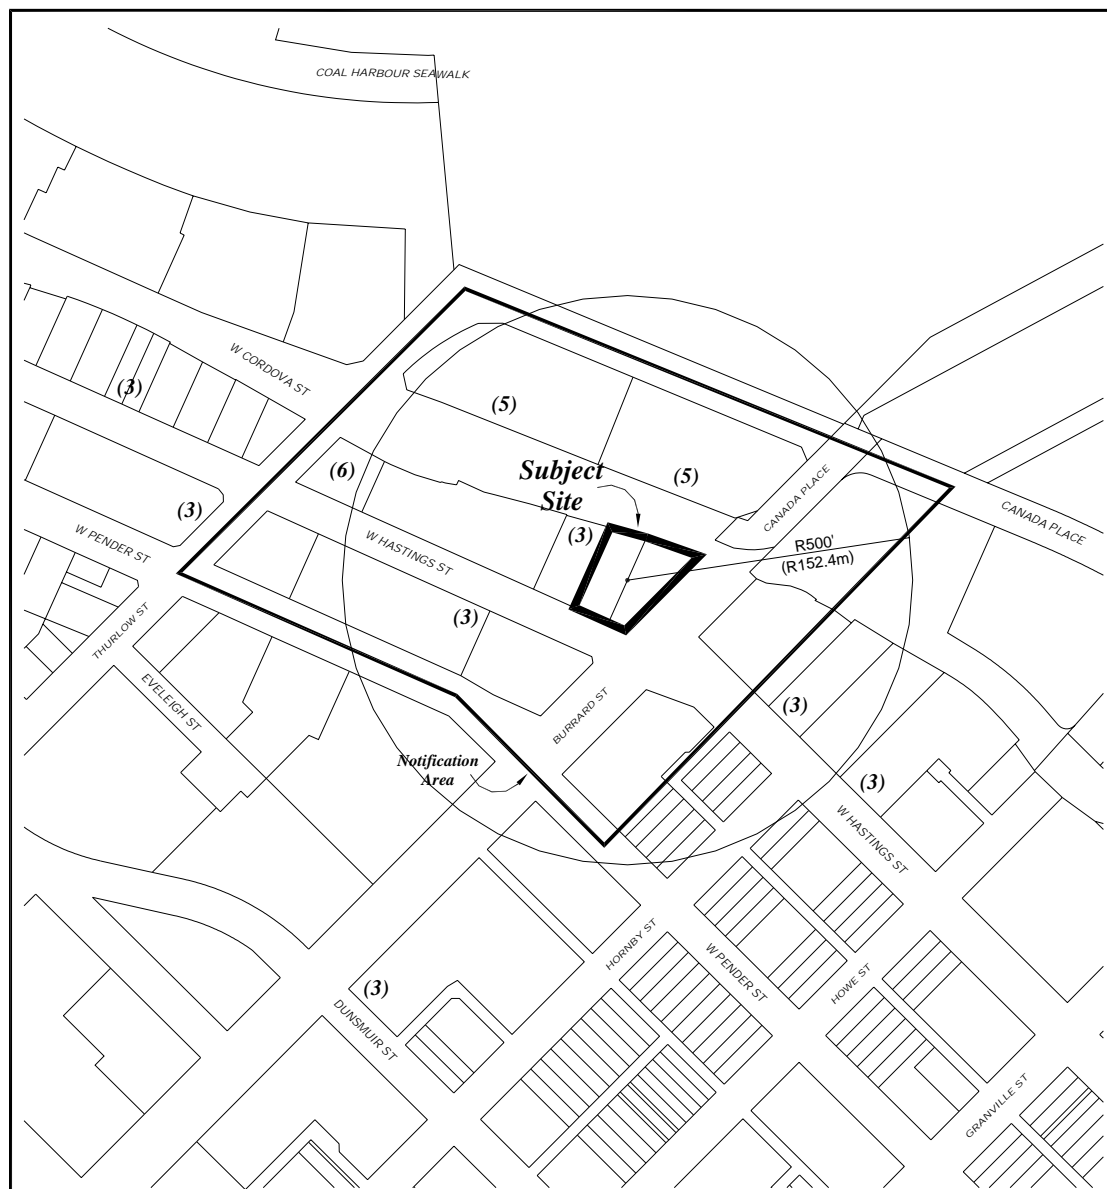 COAL HARBOUR SEAWALK
W CORDOVA ST
(3)
(5)
(6)
Subject
Site
(5)
CANADA PLACE
CANADA PLACE
(3)
W PENDER ST
W HASTINGS ST
(3)
R500'
(R152.4m)
THURLOW ST
(3)
EVELEIGH ST
BURRARD ST
(3)
Notification
Area
(3)
W HASTINGS ST
HORNBY ST
W PENDER ST
HOWE ST
(3)
DUNSMUIR ST
GRANVILLE ST